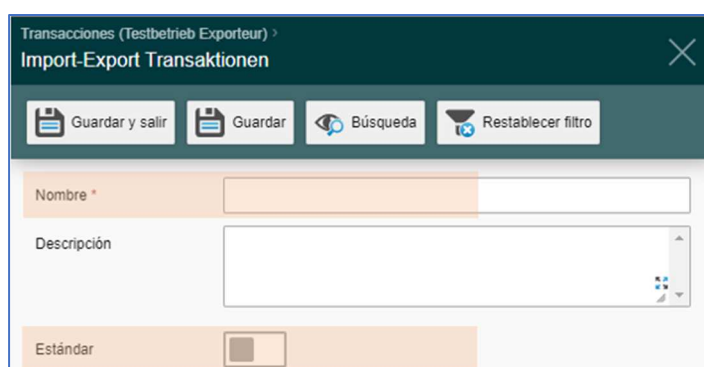 Transacciones (Testbetrieb Exporteur) ›
Import-Export Transaktionen
Guardar y salir Guardar Búsqueda Restablecer filtro
Nombre *
Descripción
Estándar